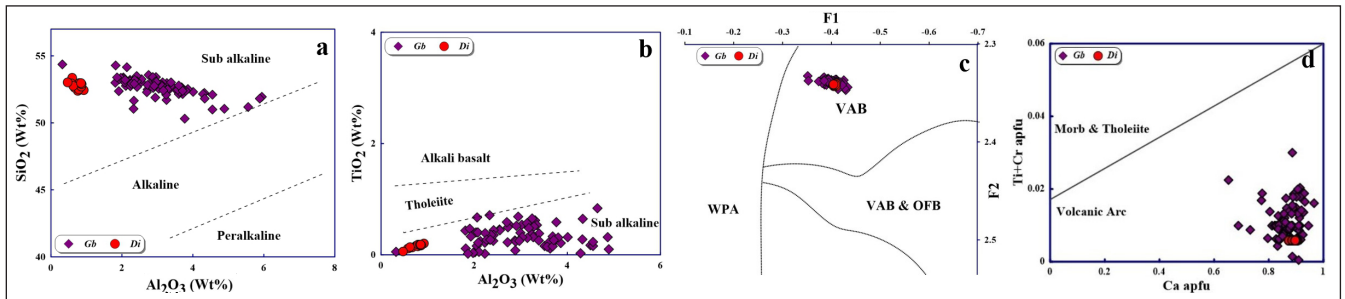 a
Sub alkaline
Alkaline
Peralkaline
Gb Di
SiO2 (Wt%)
55
50
45
40
0 2 4 6 8
Al2O3 (Wt%)
b
Gb Di
Alkali basalt
Tholeiite
Sub alkaline
TiO2 (Wt%)
4
2
0
0 2 4 6
Al2O3 (Wt%)
F1
-0.1 -0.2 -0.3 -0.4 -0.5 -0.6 -0.7
2.3
Gb Di
c
VAB
2.4
WPA
VAB & OFB
F2
2.5
0.06
Gb Di
d
0.04
Morb & Tholeiite
0.02
Volcanic Arc
0
Ti+Cr apfu
0 0.2 0.4 0.6 0.8 1
Ca apfu